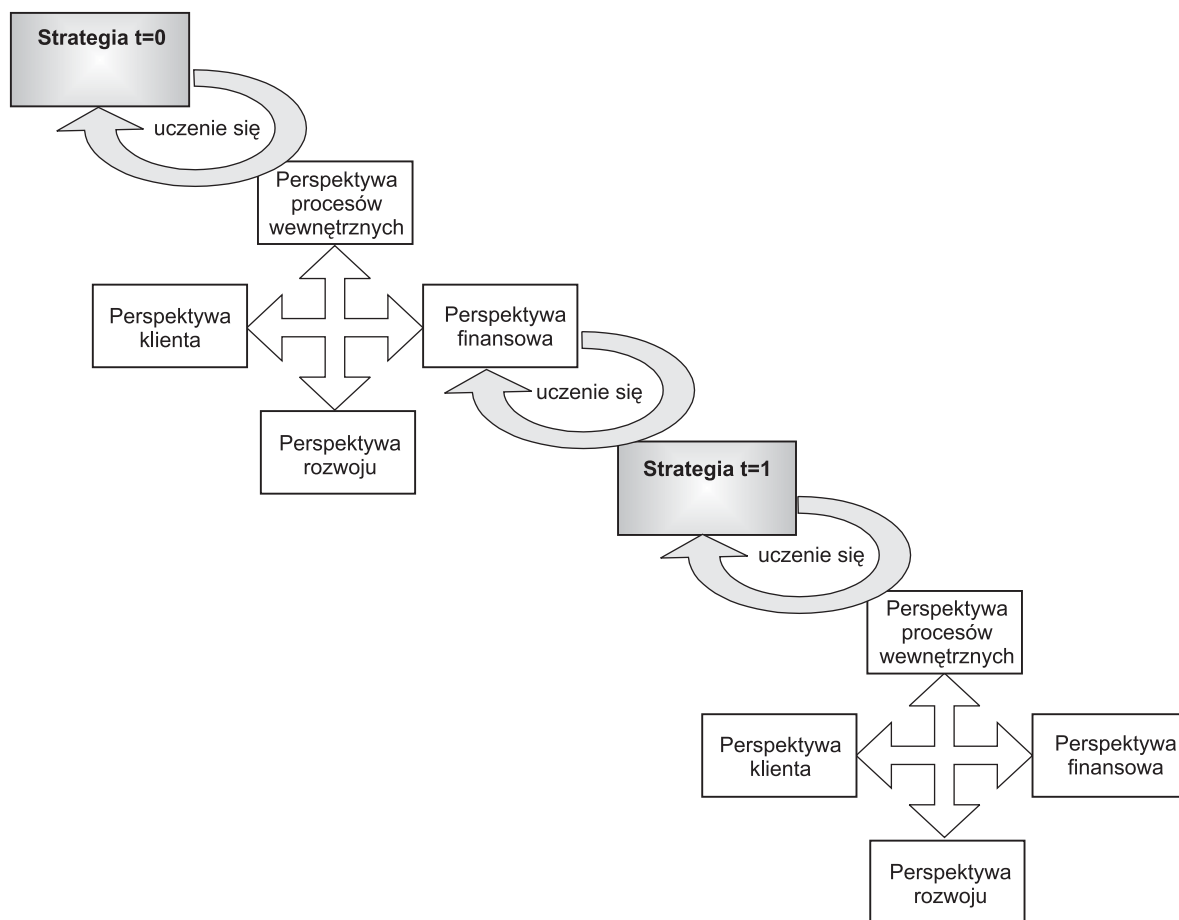 Strategia t=0
uczenie się
Perspektywa
procesów
wewnętrznych
Perspektywa
klienta
Perspektywa
finansowa
uczenie się
Perspektywa
rozwoju
Strategia t=1
uczenie się
Perspektywa
procesów
wewnętrznych
Perspektywa
klienta
Perspektywa
finansowa
Perspektywa
rozwoju